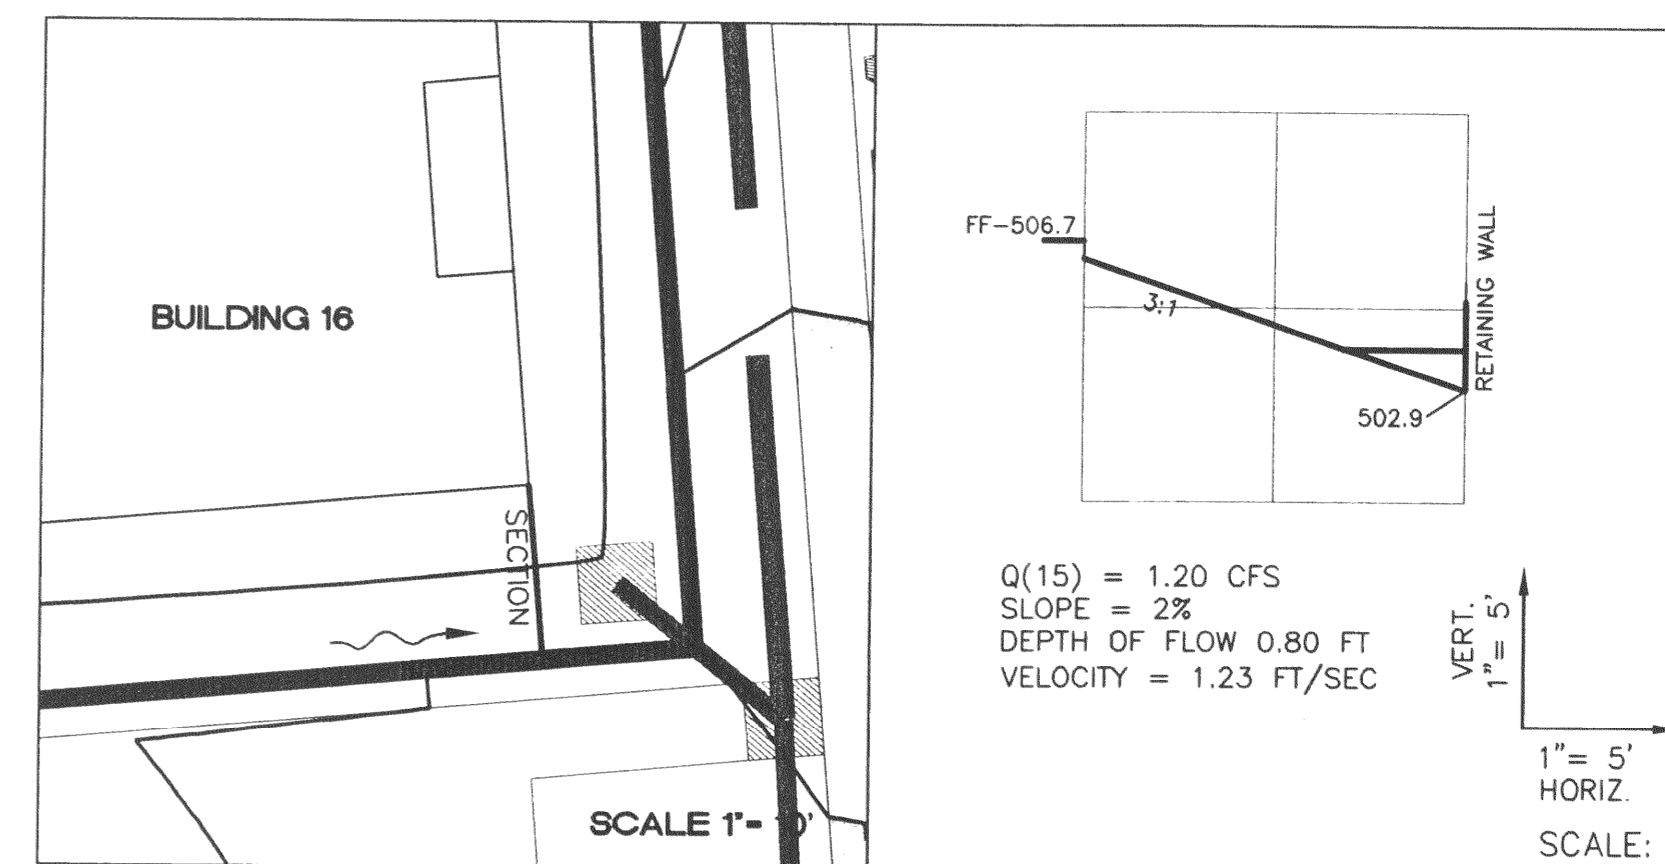 BUILDING 16
SECTION
SCALE 1"=
FF-506.7
3:1
RETAINING WALL
502.9
Q(15) = 1.20 CFS
SLOPE = 2%
DEPTH OF FLOW 0.80 FT
VELOCITY = 1.23 FT/SEC
VERT.
1"= 5'
1"= 5'
HORIZ.
SCALE: